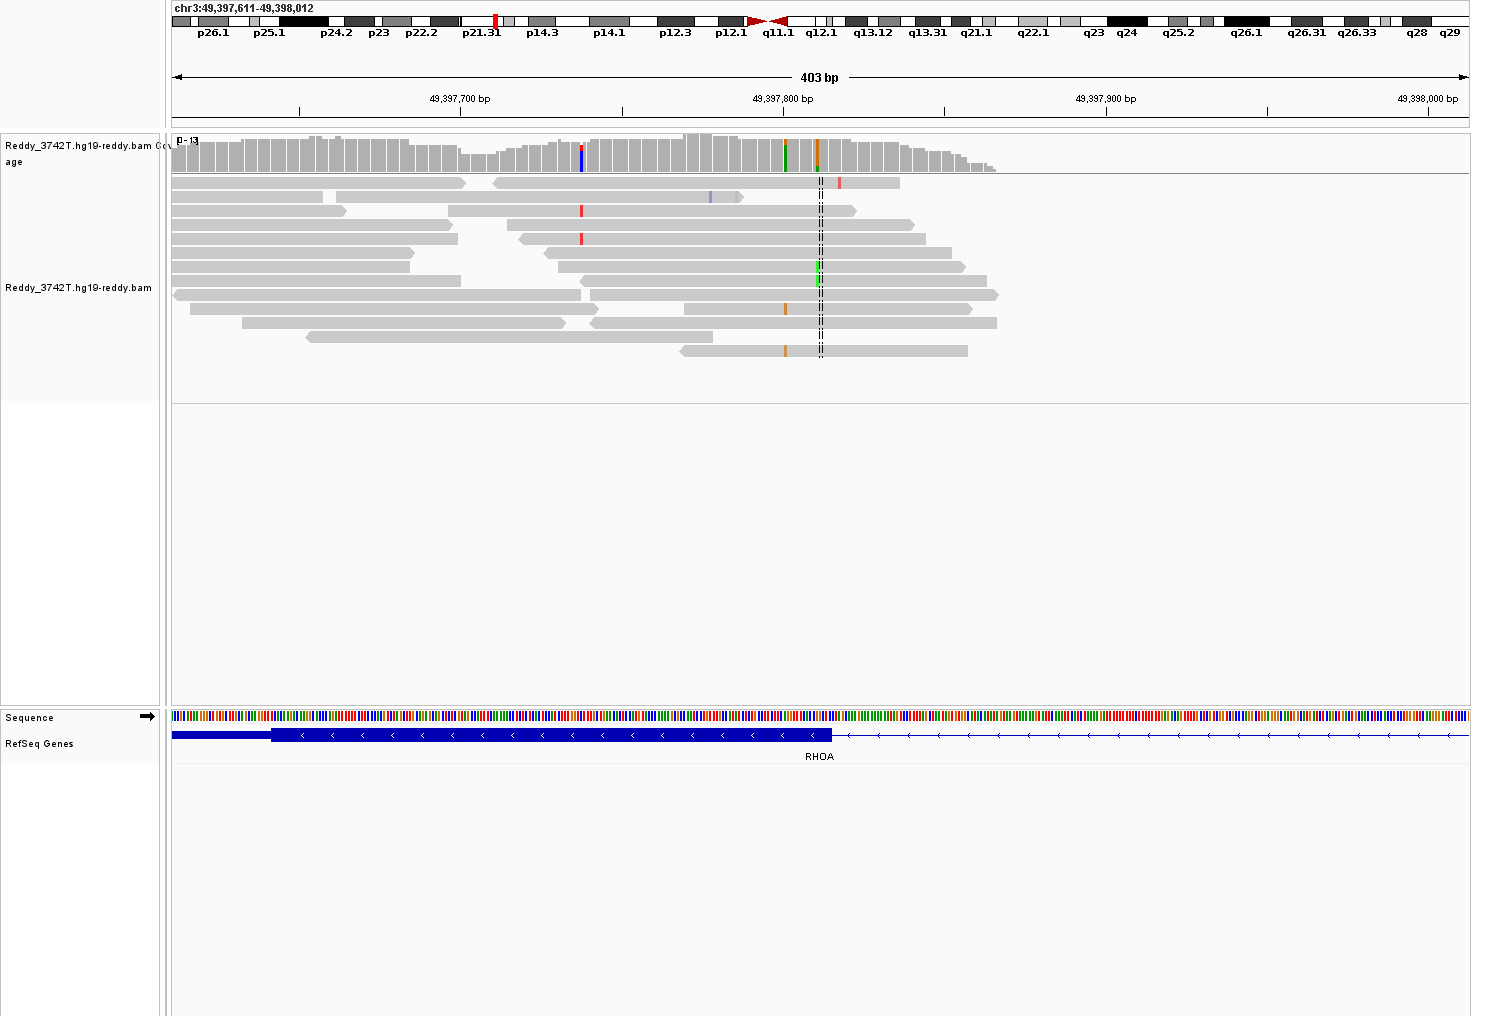 chr3:49,397,611-49,398,012
p26.1 p25.1 p24.2 p23 p22.2 p21.31 p14.3 p14.1 p12.3 p12.1 q11.1 q12.1 q13.12 q13.31 q21.1 q22.1 q23 q24 q25.2 q26.1 q26.31 q26.33 q28 q29
403 bp
49,397,700 bp 49,397,800 bp 49,397,900 bp 49,398,000 bp
Reddy_3742T.hg19-reddy.bam Cov
age
[0 - 13]
Reddy_3742T.hg19-reddy.bam
Sequence
RefSeq Genes
RHOA